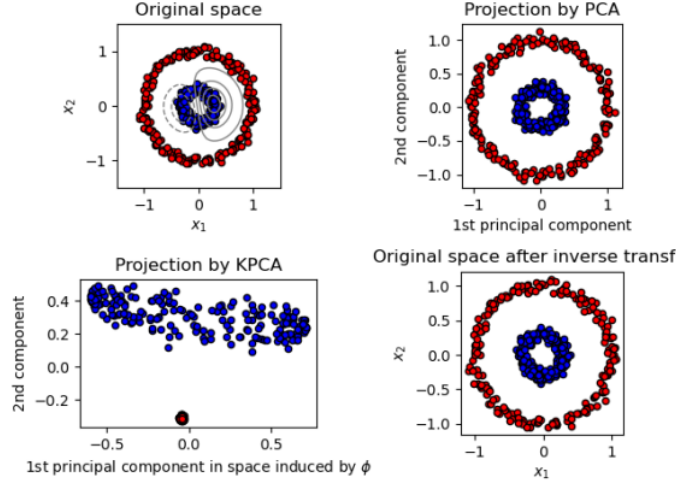 Original space
1
0
−1
x2
−1
0
1
x1
Projection by PCA
1.0
0.5
0.0
−0.5
−1.0
2nd component
−1
0
1
1st principal component
Projection by KPCA
0.4
0.2
0.0
−0.2
2nd component
−0.5
0.0
0.5
1st principal component in space induced by ϕ
Original space after inverse transf
1.0
0.5
0.0
−0.5
−1.0
x2
−1
0
1
x1